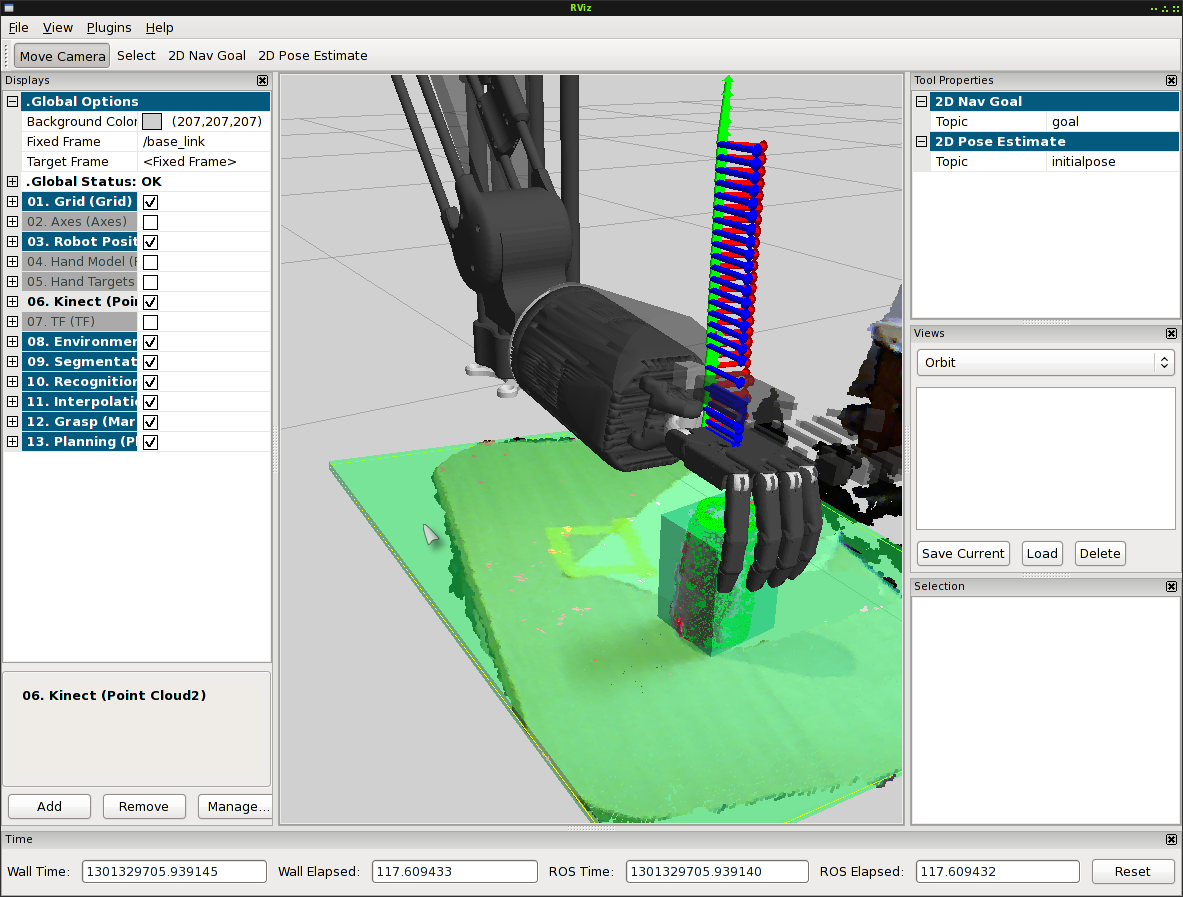 RViz
File View Plugins Help
Move Camera Select 2D Nav Goal 2D Pose Estimate
Displays
.Global Options
Background Color (207,207,207)
Fixed Frame /base_link
Target Frame <Fixed Frame>
.Global Status: OK
01. Grid (Grid)
02. Axes (Axes)
03. Robot Posit
04. Hand Model (
05. Hand Targets
06. Kinect (Poi
07. TF (TF)
08. Environmer
09. Segmentat
10. Recognition
11. Interpolati
12. Grasp (Mar
13. Planning (Pl
06. Kinect (Point Cloud2)
Add Remove Manage...
Tool Properties
2D Nav Goal
Topic goal
2D Pose Estimate
Topic initialpose
Views
Orbit
Save Current Load Delete
Selection
Time
Wall Time: 1301329705.939145 Wall Elapsed: 117.609433 ROS Time: 1301329705.939140 ROS Elapsed: 117.609432 Reset